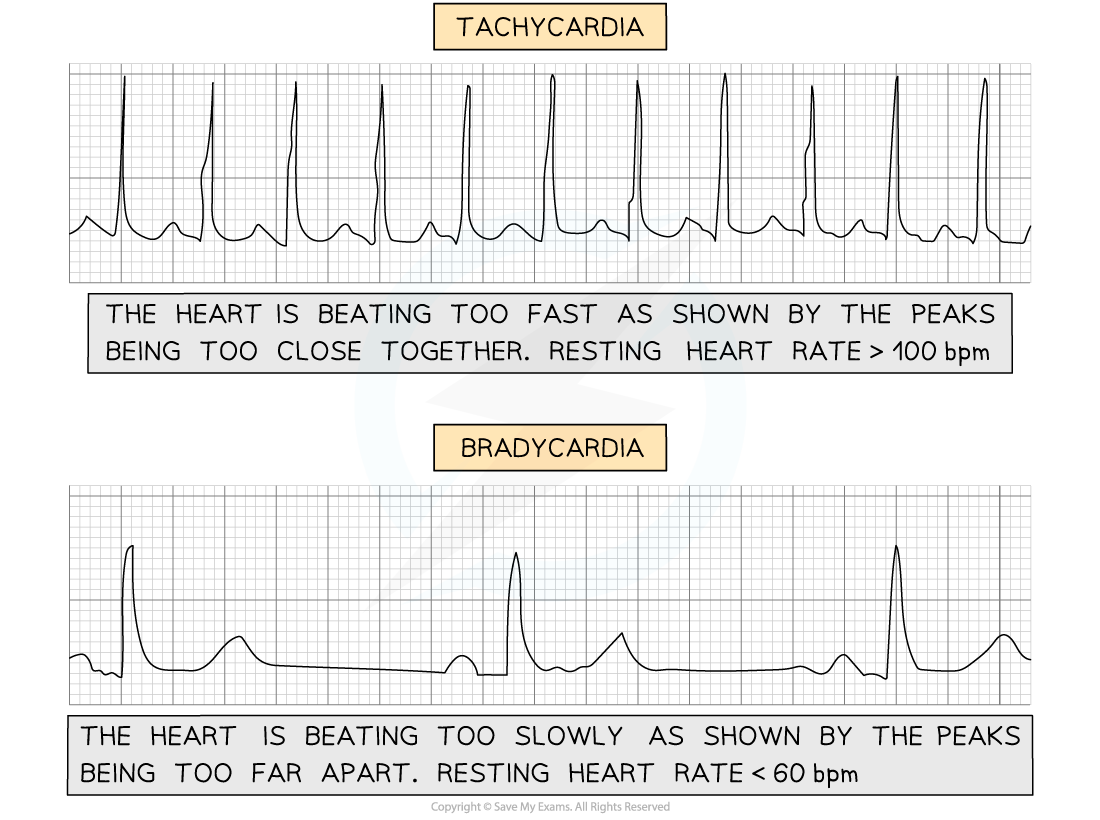 TACHYCARDIA
THE HEART IS BEATING TOO FAST AS SHOWN BY THE PEAKS
BEING TOO CLOSE TOGETHER. RESTING HEART RATE > 100 bpm
BRADYCARDIA
THE HEART IS BEATING TOO SLOWLY AS SHOWN BY THE PEAKS
BEING TOO FAR APART. RESTING HEART RATE < 60 bpm
Copyright © Save My Exams. All Rights Reserved